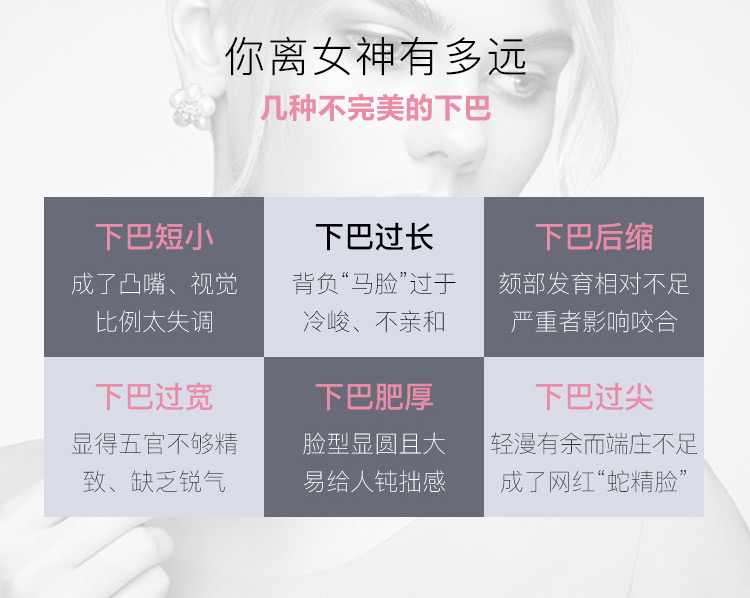 你离女神有多远
几种不完美的下巴
下巴短小
成了凸嘴、视觉
比例太失调
下巴过长
背负“马脸”过于
冷峻、不亲和
下巴后缩
颏部发育相对不足
严重者影响咬合
下巴过宽
显得五官不够精
致、缺乏锐气
下巴肥厚
脸型显圆且大
易给人钝拙感
下巴过尖
轻漫有余而端庄不足
成了网红“蛇精脸”